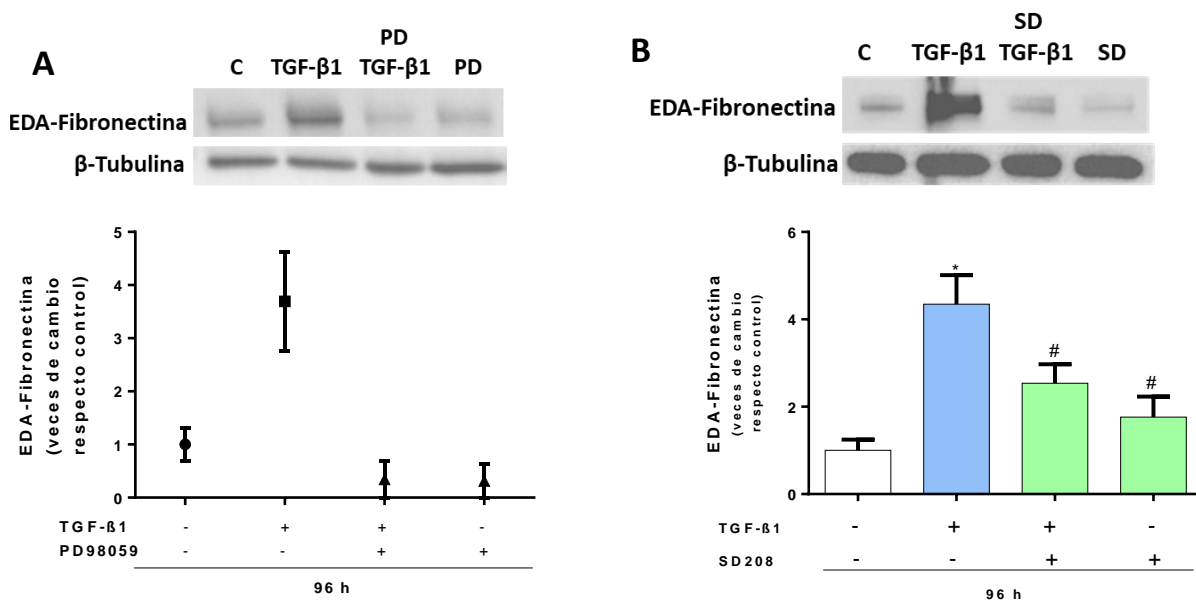 A
PD
C TGF-β1 TGF-β1 PD
EDA-Fibronectina
β-Tubulina
EDA-Fibronectina
(veces de cambio
respecto control)
5
4
3
2
1
0
TGF-ß1 - + + -
PD98059 - - + +
96 h
B
SD
C TGF-β1 TGF-β1 SD
EDA-Fibronectina
β-Tubulina
EDA-Fibronectina
(veces de cambio
respecto control)
6
4
2
0
*
#
#
TGF-ß1 - + + -
SD208 - - + +
96 h